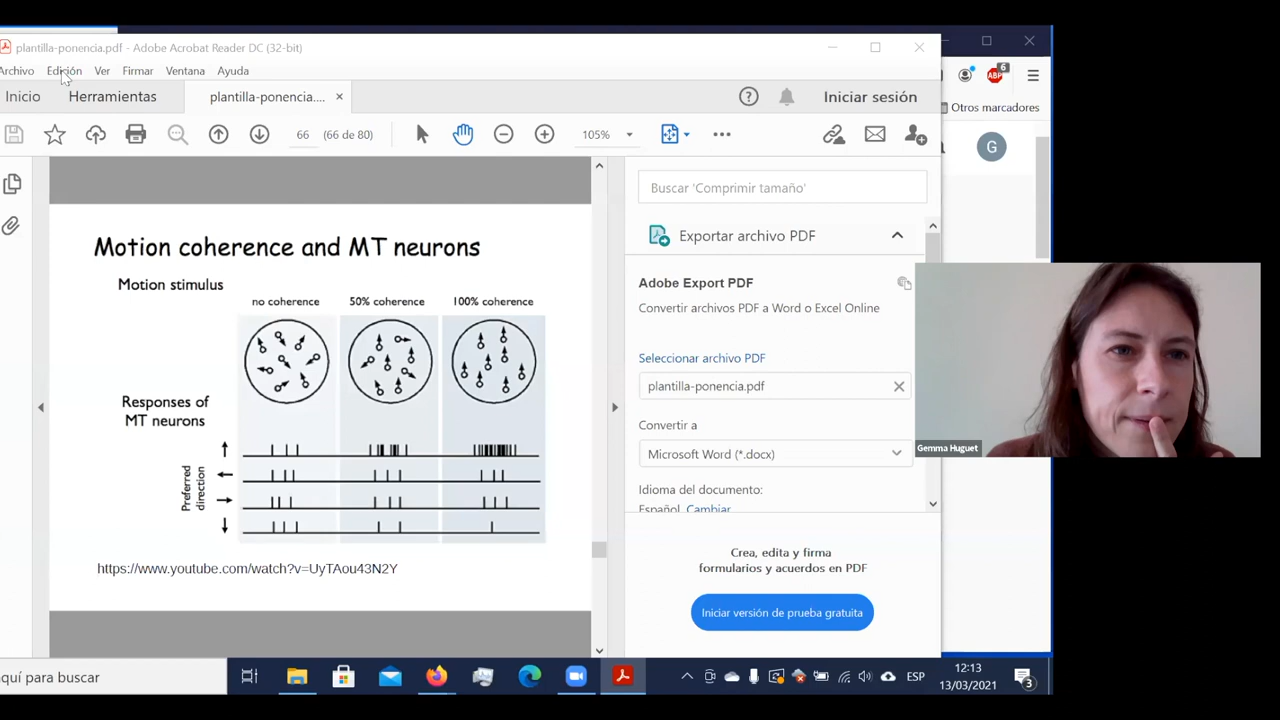 plantilla-ponencia.pdf - Adobe Acrobat Reader DC (32-bit)
Archivo Edición Ver Firmar Ventana Ayuda
Inicio Herramientas plantilla-ponencia....
Iniciar sesión
66 (66 de 80) 105%
6
ABP
Otros marcadores
G
Motion coherence and MT neurons
Motion stimulus
no coherence 50% coherence 100% coherence
Responses of
MT neurons
Preferred
direction
https://www.youtube.com/watch?v=UyTAou43N2Y
Buscar 'Comprimir tamaño'
Exportar archivo PDF
Adobe Export PDF
Convertir archivos PDF a Word o Excel Online
Seleccionar archivo PDF
plantilla-ponencia.pdf
Convertir a
Microsoft Word (*.docx)
Idioma del documento:
Español Cambiar
Crea, edita y firma
formularios y acuerdos en PDF
Iniciar versión de prueba gratuita
Gemma Huguet
quí para buscar
ESP
12:13
13/03/2021
3